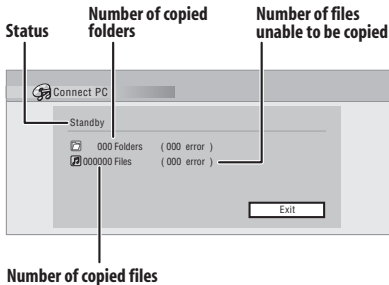 Status
Number of copied
folders
Number of files
unable to be copied
Connect PC
Standby
000 Folders ( 000 error )
000000 Files ( 000 error )
Exit
Number of copied files